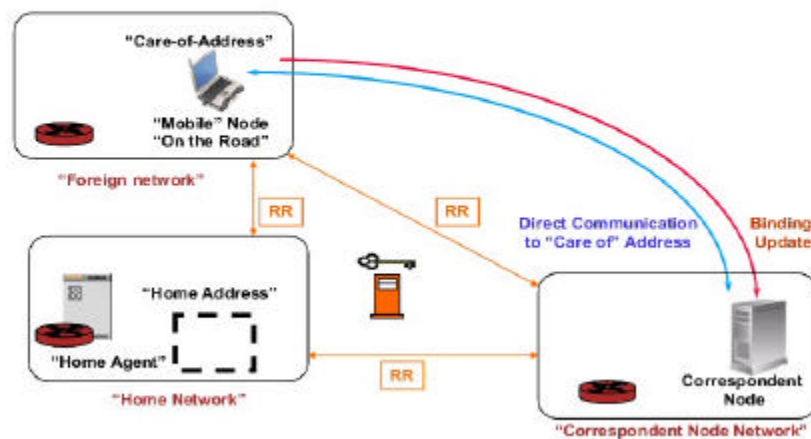 “Care-of-Address”
“Mobile” Node
“On the Road”
“Foreign network”
RR
RR
Direct Communication
to “Care of” Address
Binding
Update
“Home Address”
“Home Agent”
“Home Network”
RR
Correspondent
Node
“Correspondent Node Network”